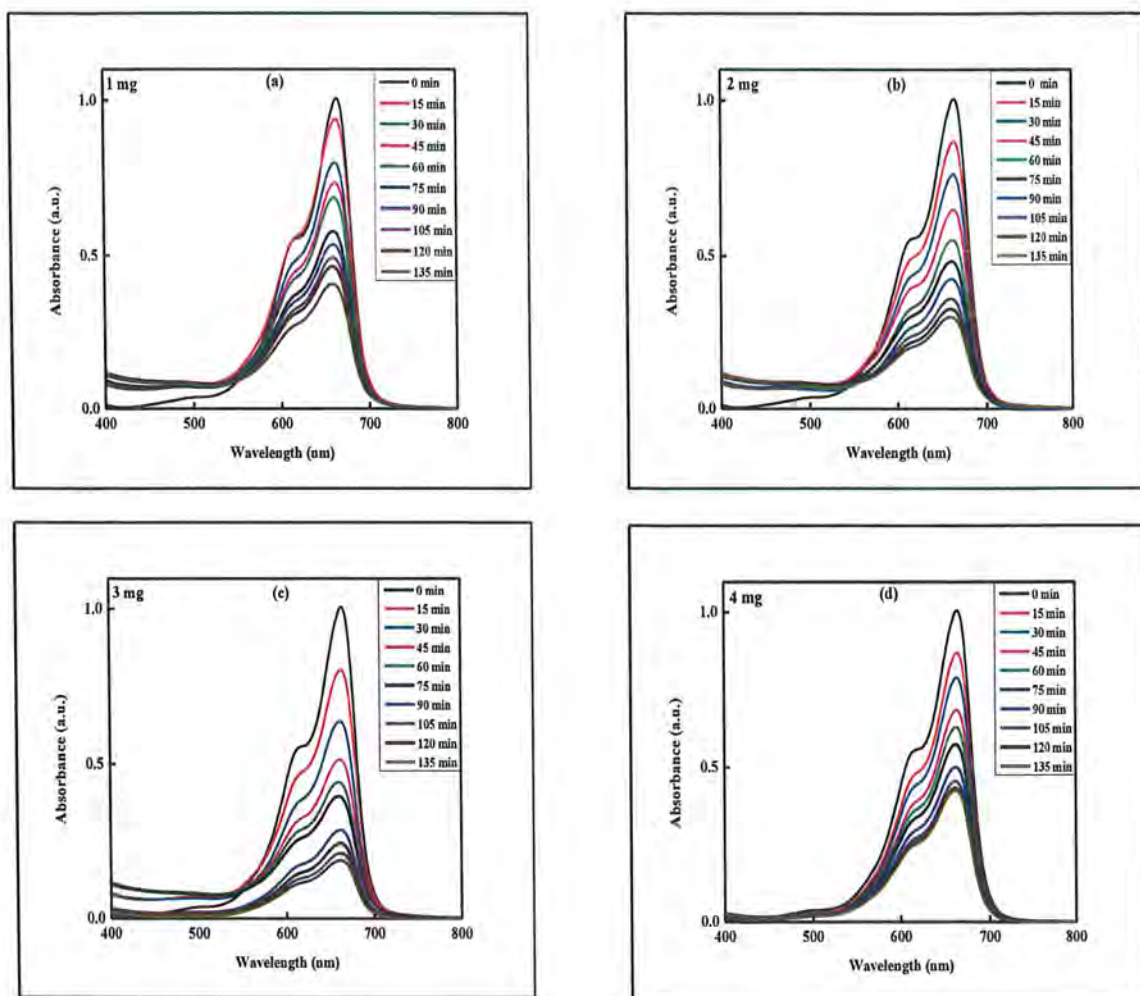 1 mg
(a)
0 min
15 min
30 min
45 min
60 min
75 min
90 min
105 min
120 min
135 min
1.0
0.5
0.0
Absorbance (a.u.)
400 500 600 700 800
Wavelength (nm)
2 mg
(b)
0 min
15 min
30 min
45 min
60 min
75 min
90 min
105 min
120 min
135 min
1.0
0.5
0.0
Absorbance (a.u.)
400 500 600 700 800
Wavelength (nm)
3 mg
(c)
0 min
15 min
30 min
45 min
60 min
75 min
90 min
105 min
120 min
135 min
1.0
0.5
0.0
Absorbance (a.u.)
400 500 600 700 800
Wavelength (nm)
4 mg
(d)
0 min
15 min
30 min
45 min
60 min
75 min
90 min
105 min
120 min
135 min
1.0
0.5
0.0
Absorbance (a.u.)
400 500 600 700 800
Wavelength (nm)